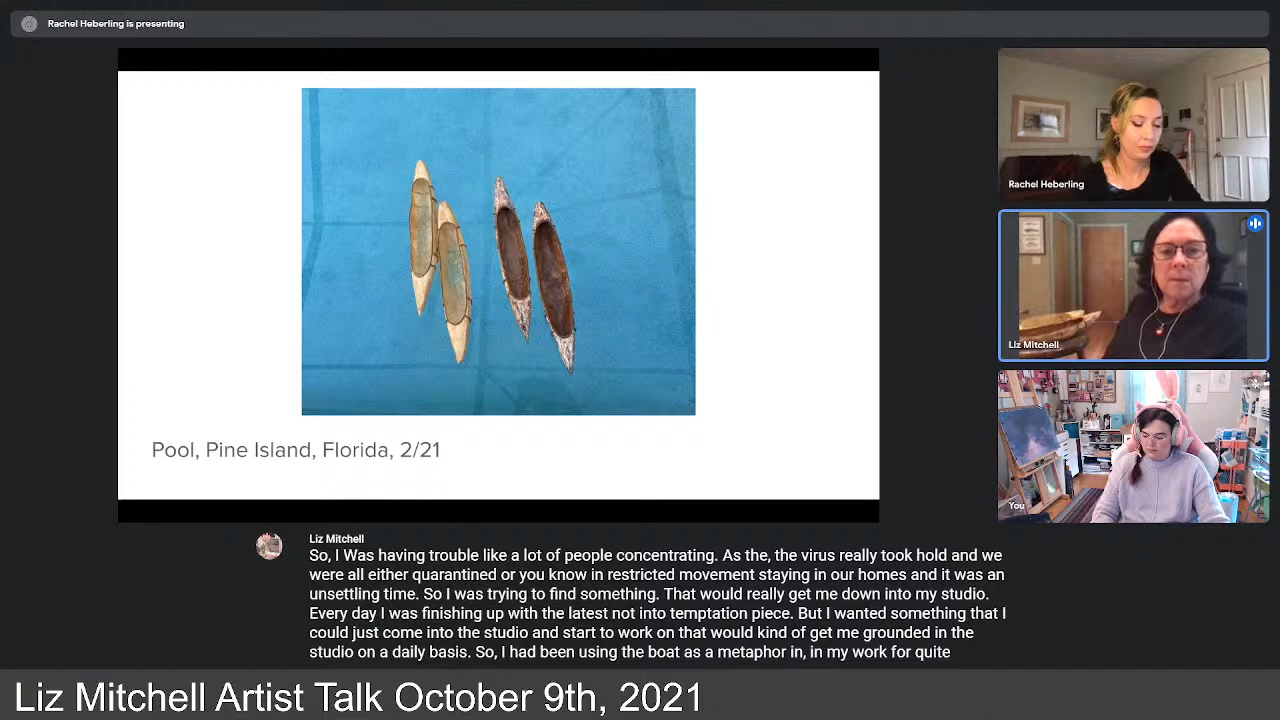 Rachel Heberling is presenting
Pool, Pine Island, Florida, 2/21
Rachel Heberling
Liz Mitchell
You
Liz Mitchell
So, I Was having trouble like a lot of people concentrating. As the, the virus really took hold and we
were all either quarantined or you know in restricted movement staying in our homes and it was an
unsettling time. So I was trying to find something. That would really get me down into my studio.
Every day I was finishing up with the latest not into temptation piece. But I wanted something that I
could just come into the studio and start to work on that would kind of get me grounded in the
studio on a daily basis. So, I had been using the boat as a metaphor in, in my work for quite
Liz Mitchell Artist Talk October 9th, 2021